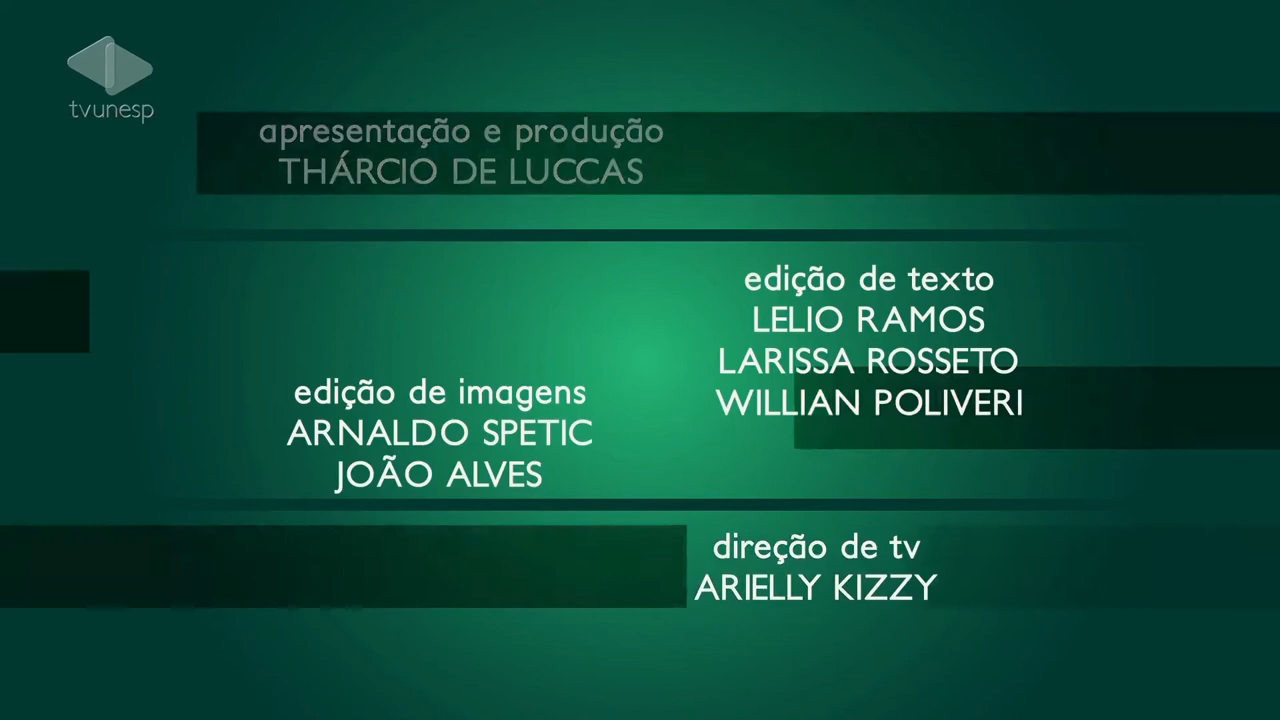 tvunesp
apresentação e produção
THÁRCIO DE LUCCAS
edição de texto
LELIO RAMOS
LARISSA ROSSETO
WILLIAN POLIVERI
edição de imagens
ARNALDO SPETIC
JOÃO ALVES
direção de tv
ARIELLY KIZZY